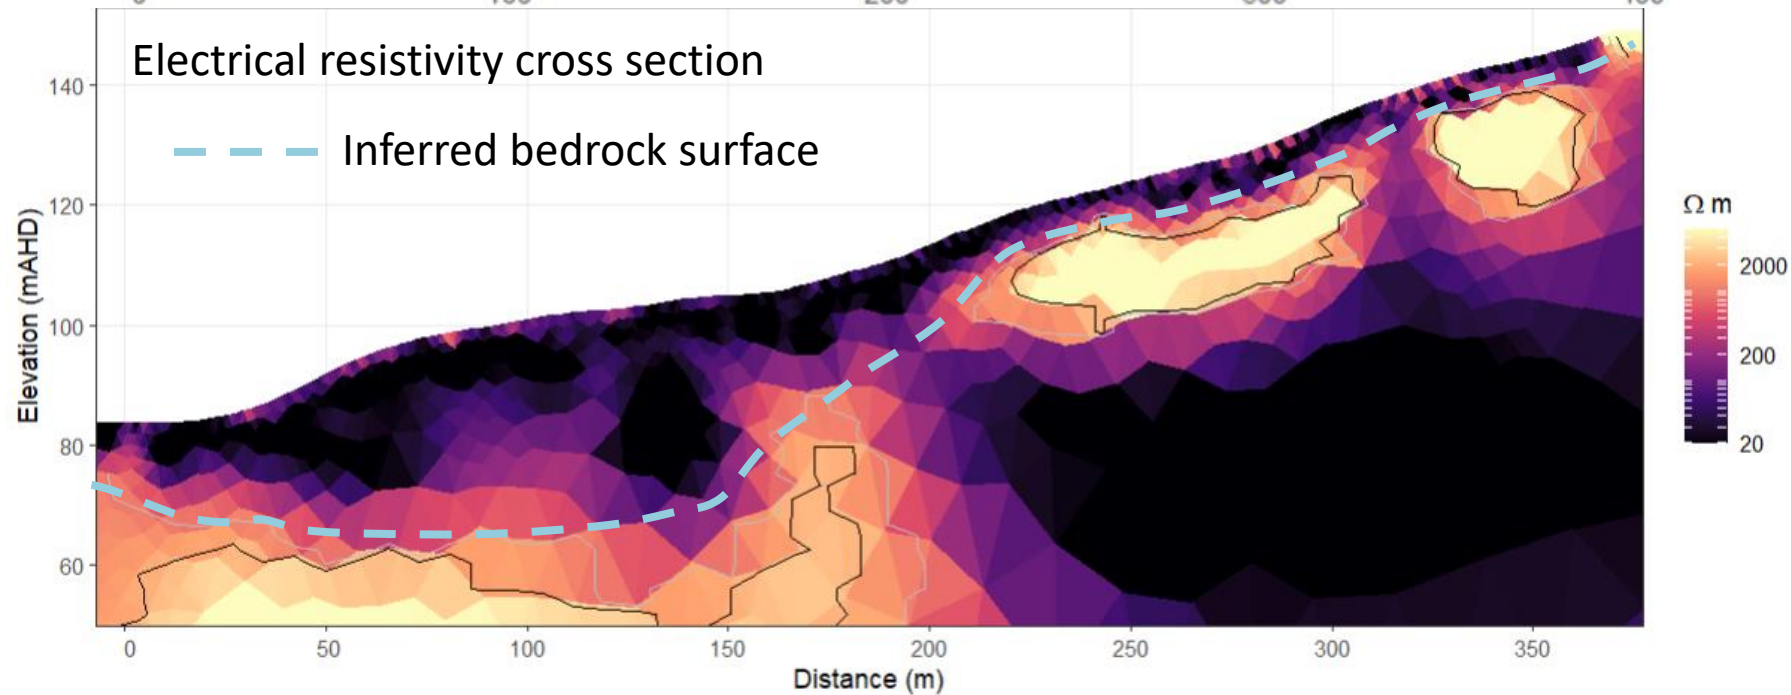 Electrical resistivity cross section
Inferred bedrock surface
Elevation (mAHD)
140
120
100
80
60
0 50 100 150 200 250 300 350
Distance (m)
Ω m
2000
200
20